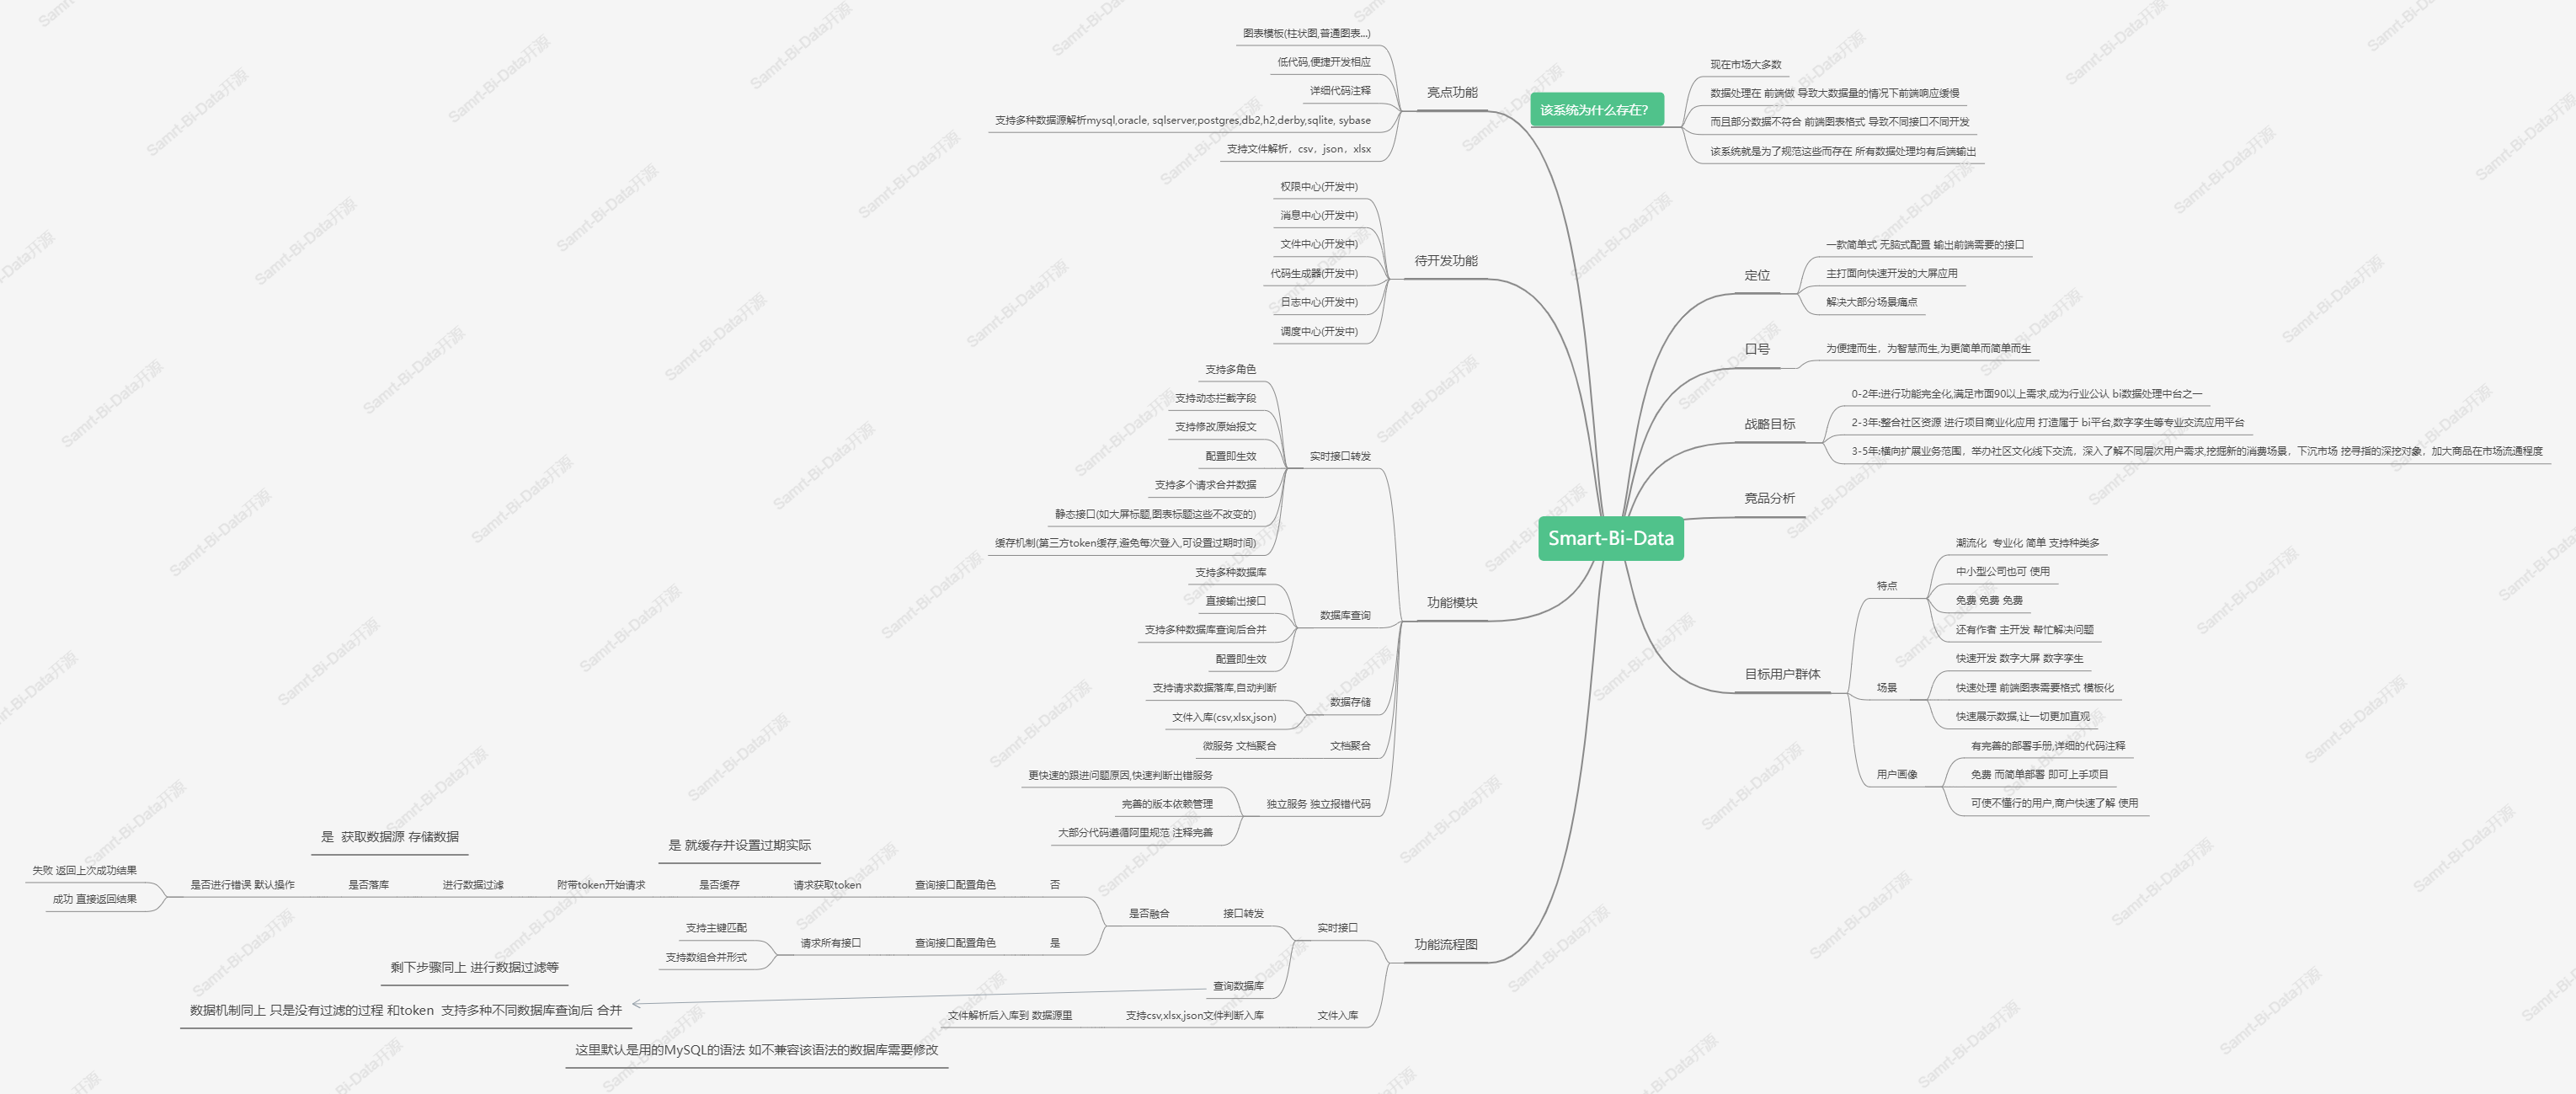 图表模板(柱状图,普通图表...)
低代码,便捷开发相应
详细代码注释
支持多种数据源解析mysql,oracle, sqlserver,postgres,db2,h2,derby,sqlite, sybase
支持文件解析，csv，json，xlsx
亮点功能
权限中心(开发中)
消息中心(开发中)
文件中心(开发中)
代码生成器(开发中)
日志中心(开发中)
调度中心(开发中)
待开发功能
支持多角色
支持动态拦截字段
支持修改原始报文
配置即生效
支持多个请求合并数据
静态接口(如大屏标题,图表标题这些不改变的)
缓存机制(第三方token缓存,避免每次登入,可设置过期时间)
实时接口转发
支持多种数据库
直接输出接口
支持多种数据库查询后合并
配置即生效
数据库查询
支持请求数据落库,自动判断
文件入库(csv,xlsx,json)
数据存储
微服务 文档聚合
文档聚合
更快速的跟进问题原因,快速判断出错服务
完善的版本依赖管理
大部分代码遵循阿里规范 注释完善
独立服务 独立报错代码
功能模块
是  获取数据源 存储数据
是 就缓存并设置过期实际
失败 返回上次成功结果
成功 直接返回结果
是否进行错误 默认操作
是否落库
进行数据过滤
附带token开始请求
是否缓存
请求获取token
查询接口配置角色
否
支持主键匹配
支持数组合并形式
请求所有接口
查询接口配置角色
是
是否融合
接口转发
实时接口
剩下步骤同上 进行数据过滤等
查询数据库
数据机制同上 只是没有过滤的过程 和token  支持多种不同数据库查询后 合并
文件解析后入库到 数据源里
支持csv,xlsx,json文件判断入库
文件入库
这里默认是用的MySQL的语法 如不兼容该语法的数据库需要修改
功能流程图
Smart-Bi-Data
该系统为什么存在？
现在市场大多数
数据处理在 前端做 导致大数据量的情况下前端响应缓慢
而且部分数据不符合 前端图表格式 导致不同接口不同开发
该系统就是为了规范这些而存在 所有数据处理均有后端输出
定位
一款简单式 无脑式配置 输出前端需要的接口
主打面向快速开发的大屏应用
解决大部分场景痛点
口号
为便捷而生，为智慧而生,为更简单而简单而生
战略目标
0-2年:进行功能完全化,满足市面90以上需求,成为行业公认 bi数据处理中台之一
2-3年:整合社区资源 进行项目商业化应用 打造属于 bi平台,数字孪生等专业交流应用平台
3-5年:横向扩展业务范围，举办社区文化线下交流，深入了解不同层次用户需求,挖掘新的消费场景，下沉市场 挖寻指的深挖对象，加大商品在市场流通程度
竞品分析
目标用户群体
特点
潮流化  专业化 简单 支持种类多
中小型公司也可 使用
免费 免费 免费
还有作者 主开发 帮忙解决问题
场景
快速开发 数字大屏 数字孪生
快速处理 前端图表需要格式 模板化
快速展示数据,让一切更加直观
用户画像
有完善的部署手册,详细的代码注释
免费 而简单部署 即可上手项目
可使不懂行的用户,商户快速了解 使用
Samrt-Bi-Data开源